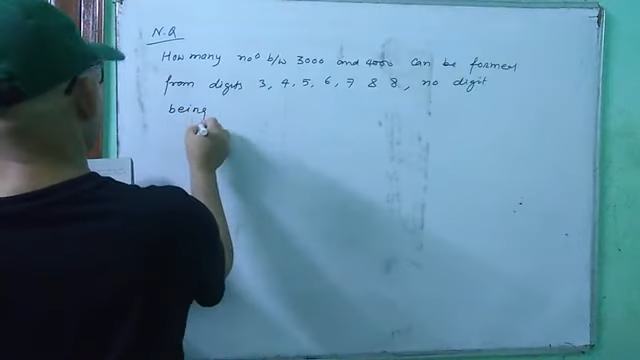 N.Q
How many no⁰ b/w 3000 and 4000 can be formed
from digits 3, 4, 5, 6, 7 & 8, no digit
being